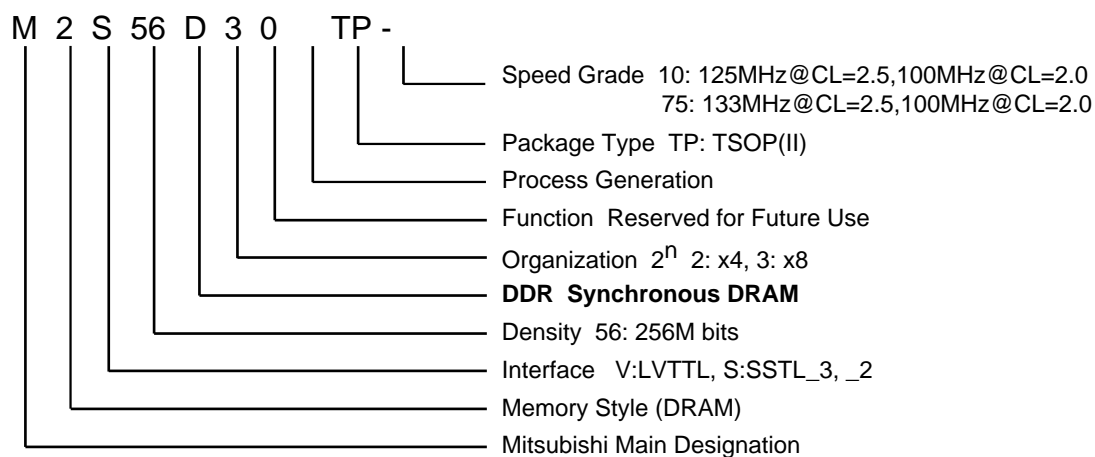 M 2 S 56 D 3 0 TP -
Speed Grade 10: 125MHz@CL=2.5,100MHz@CL=2.0
75: 133MHz@CL=2.5,100MHz@CL=2.0
Package Type TP: TSOP(II)
Process Generation
Function Reserved for Future Use
Organization 2n 2: x4, 3: x8
DDR Synchronous DRAM
Density 56: 256M bits
Interface V:LVTTL, S:SSTL_3, _2
Memory Style (DRAM)
Mitsubishi Main Designation